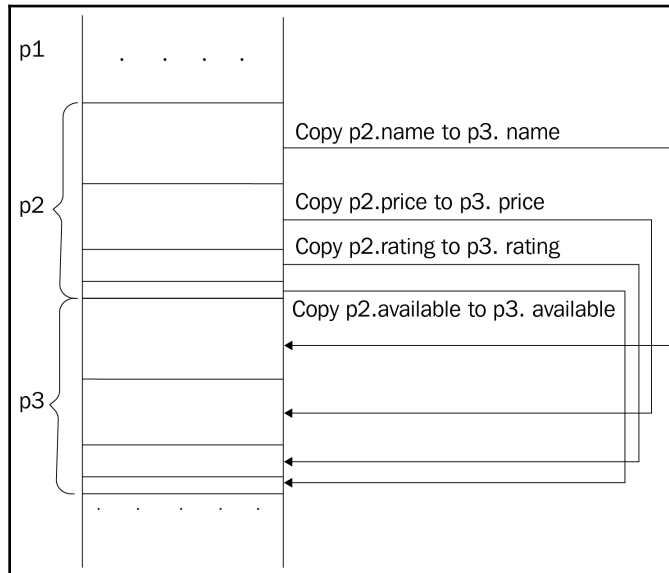 p1
. . . .
Copy p2.name to p3. name
p2
Copy p2.price to p3. price
Copy p2.rating to p3. rating
Copy p2.available to p3. available
p3
. . . . .